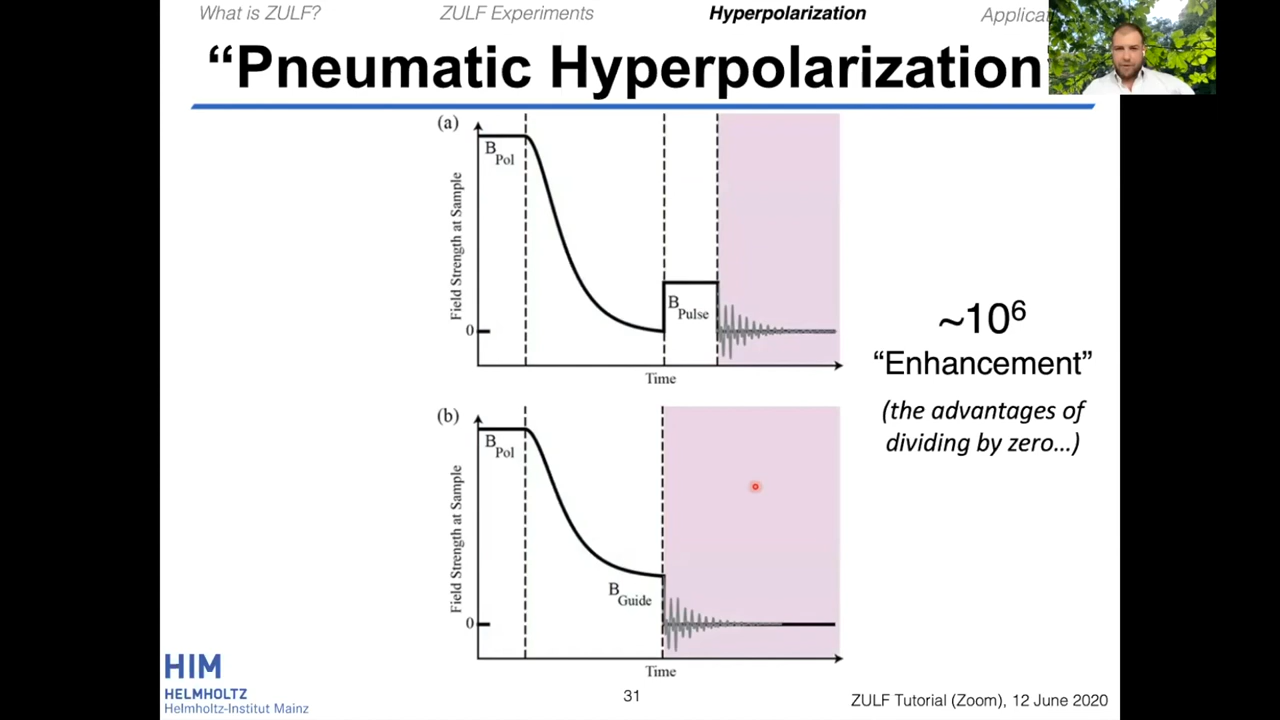 What is ZULF?
ZULF Experiments
Hyperpolarization
“Pneumatic Hyperpolarization
(a)
B Pol
Field Strength at Sample
B Pulse
0
Time
~10⁶
“Enhancement”
(the advantages of
dividing by zero...)
(b)
B Pol
Field Strength at Sample
B Guide
0
Time
HIM
HELMHOLTZ
Helmholtz-Institut Mainz
31
ZULF Tutorial (Zoom), 12 June 2020